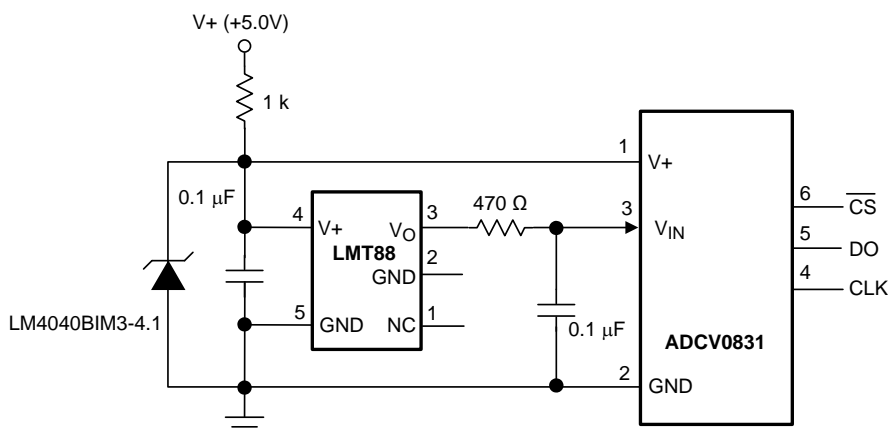 V+ (+5.0V)
1 k
0.1 μF
LM4040BIM3-4.1
4
V+
VO
3
LMT88
GND
2
5
GND
NC
1
470 Ω
0.1 μF
1
V+
3
VIN
ADCV0831
2
GND
6
CS
5
DO
4
CLK